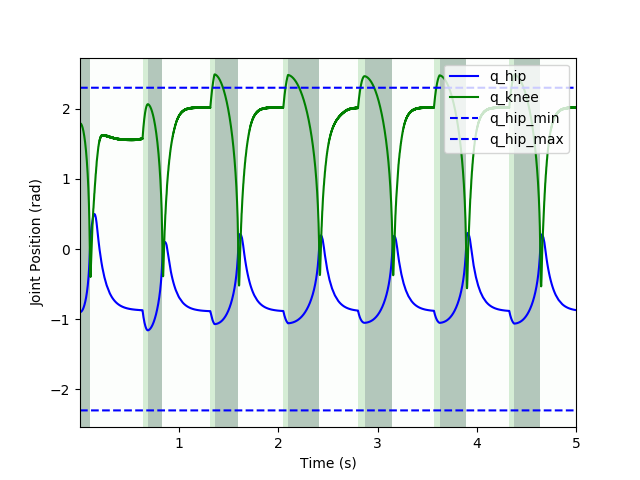 q_hip
q_knee
q_hip_min
q_hip_max
Joint Position (rad)
2
1
0
−1
−2
1
2
3
4
5
Time (s)